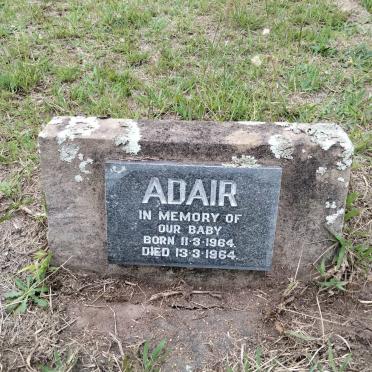 ADAIR
IN MEMORY OF
OUR BABY
BORN 11·3·1964.
DIED 13·3·1964.